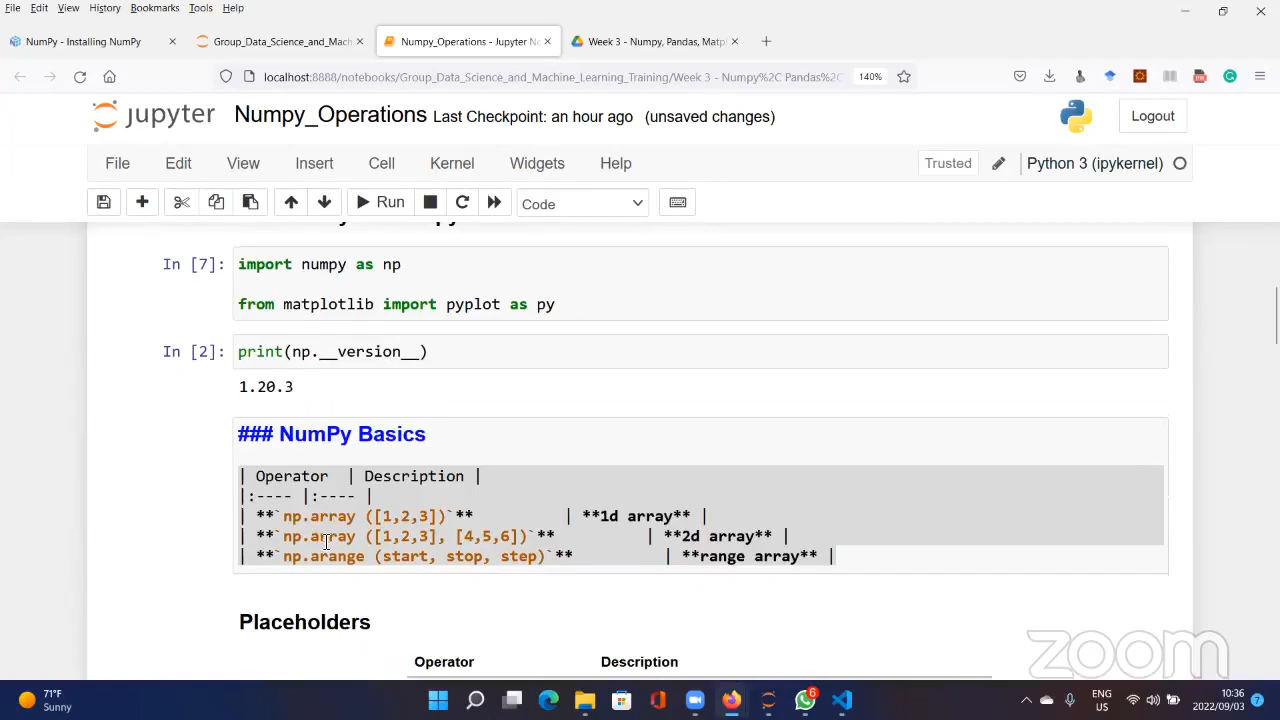 File Edit View History Bookmarks Tools Help
NumPy - Installing NumPy
Group_Data_Science_and_Mach
Numpy_Operations - Jupyter No
Week 3 - Numpy, Pandas, Matpl
localhost:8888/notebooks/Group_Data_Science_and_Machine_Learning_Training/Week 3 - Numpy%2C Pandas%2C
140%
jupyter Numpy_Operations Last Checkpoint: an hour ago (unsaved changes)
Logout
File Edit View Insert Cell Kernel Widgets Help
Trusted
Python 3 (ipykernel)
Run
Code
In [7]: import numpy as np
from matplotlib import pyplot as py
In [2]: print(np.__version__)
1.20.3
### NumPy Basics
| Operator | Description |
|:---- |:---- |
| **`np.array ([1,2,3])`** | **1d array** |
| **`np.array ([1,2,3], [4,5,6])`** | **2d array** |
| **`np.arange (start, stop, step)`** | **range array** |
Placeholders
Operator Description
zoom
71°F
Sunny
6
ENG
US
10:36
2022/09/03
7